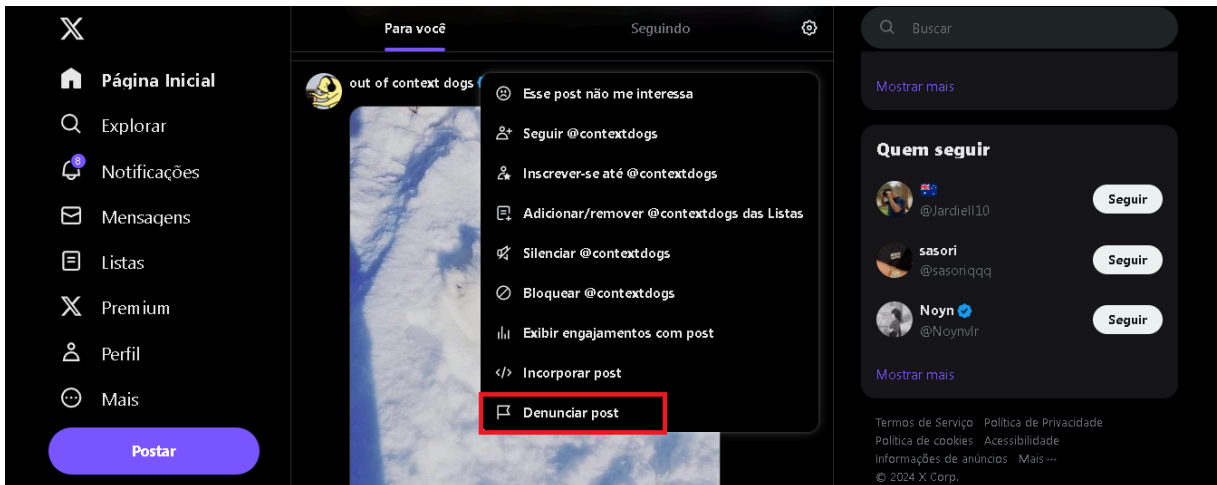 X
Página Inicial
Explorar
8
Notificações
Mensagens
Listas
Premium
Perfil
Mais
Postar
Para você
Seguindo
out of context dogs
Esse post não me interessa
Seguir @contextdogs
Inscrever-se até @contextdogs
Adicionar/remover @contextdogs das Listas
Silenciar @contextdogs
Bloquear @contextdogs
Exibir engajamentos com post
Incorporar post
Denunciar post
Buscar
Mostrar mais
Quem seguir
@Jardiell10
Seguir
sasori
@sasoriqqq
Seguir
Noyn
@Noynvlr
Seguir
Mostrar mais
Termos de Serviço Política de Privacidade
Política de cookies Acessibilidade
Informações de anúncios Mais ···
© 2024 X Corp.